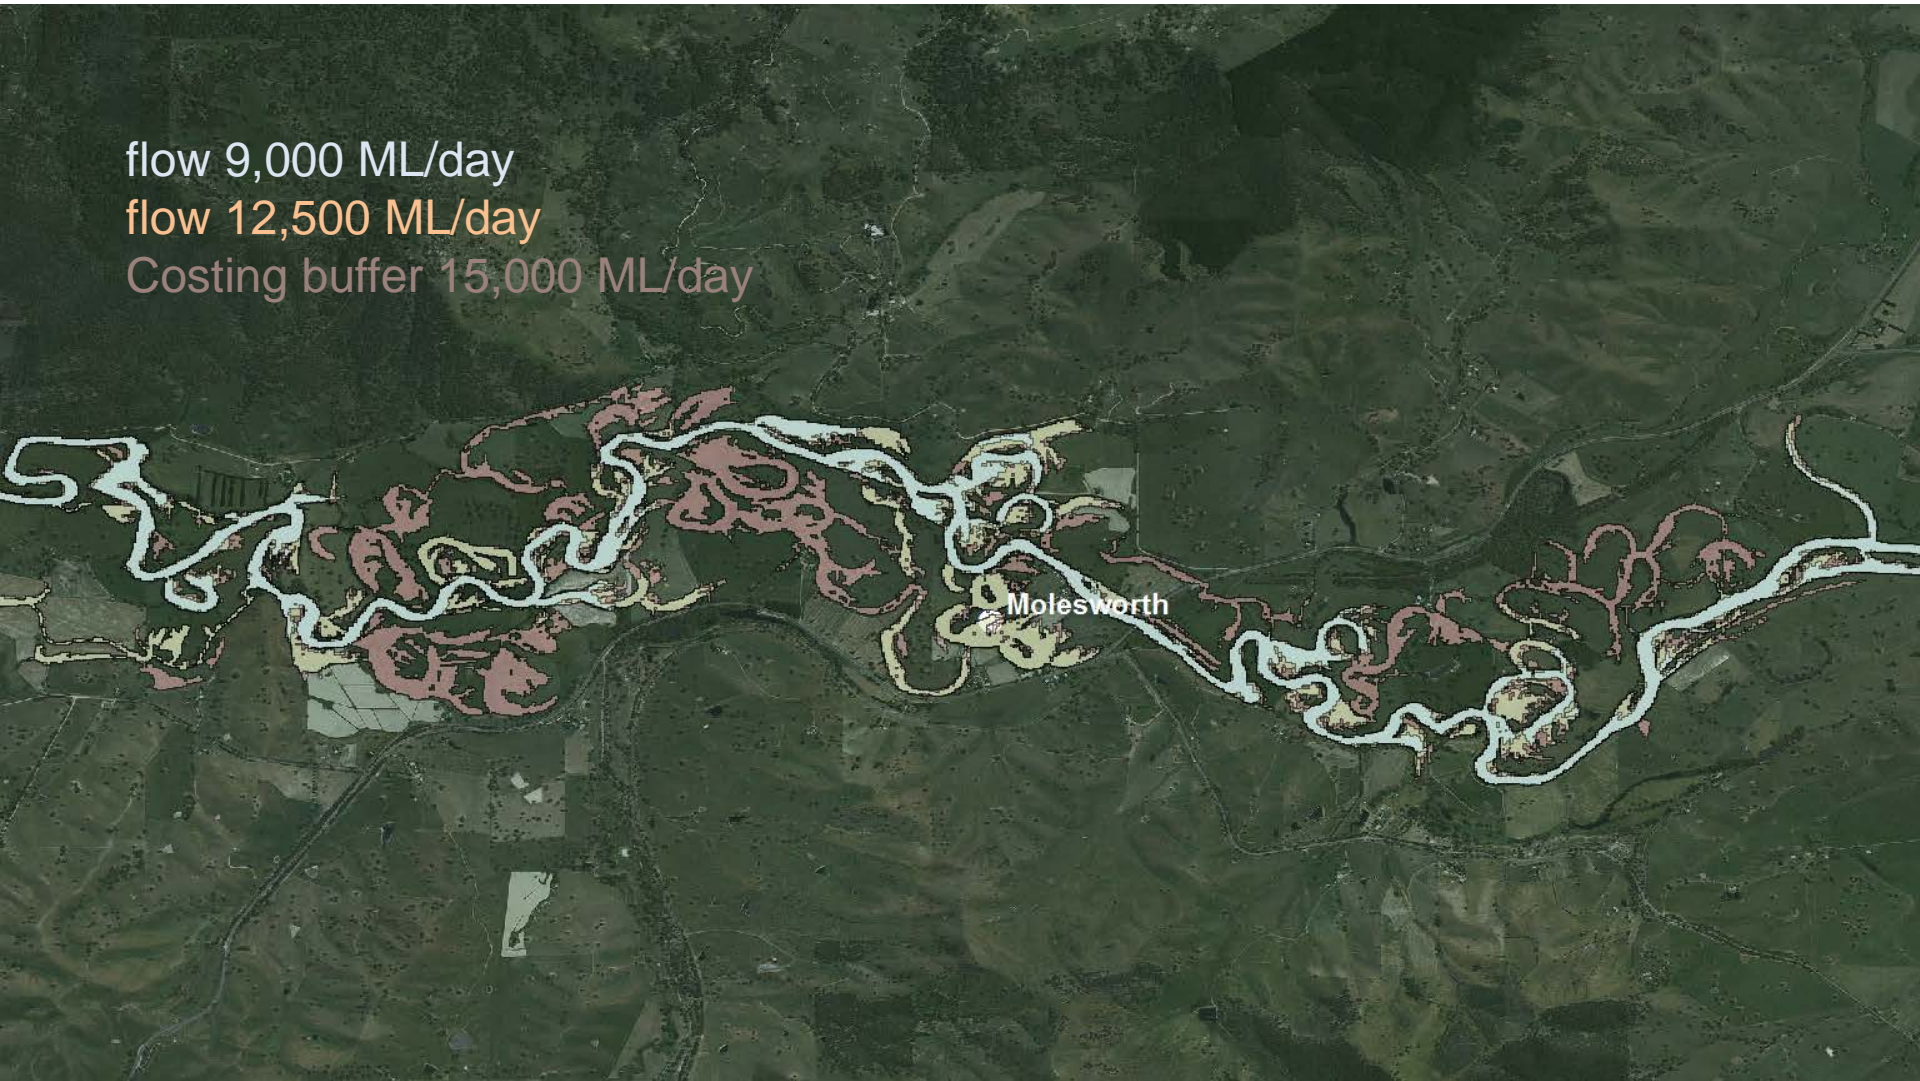 flow 9,000 ML/day
flow 12,500 ML/day
Costing buffer 15,000 ML/day
Molesworth